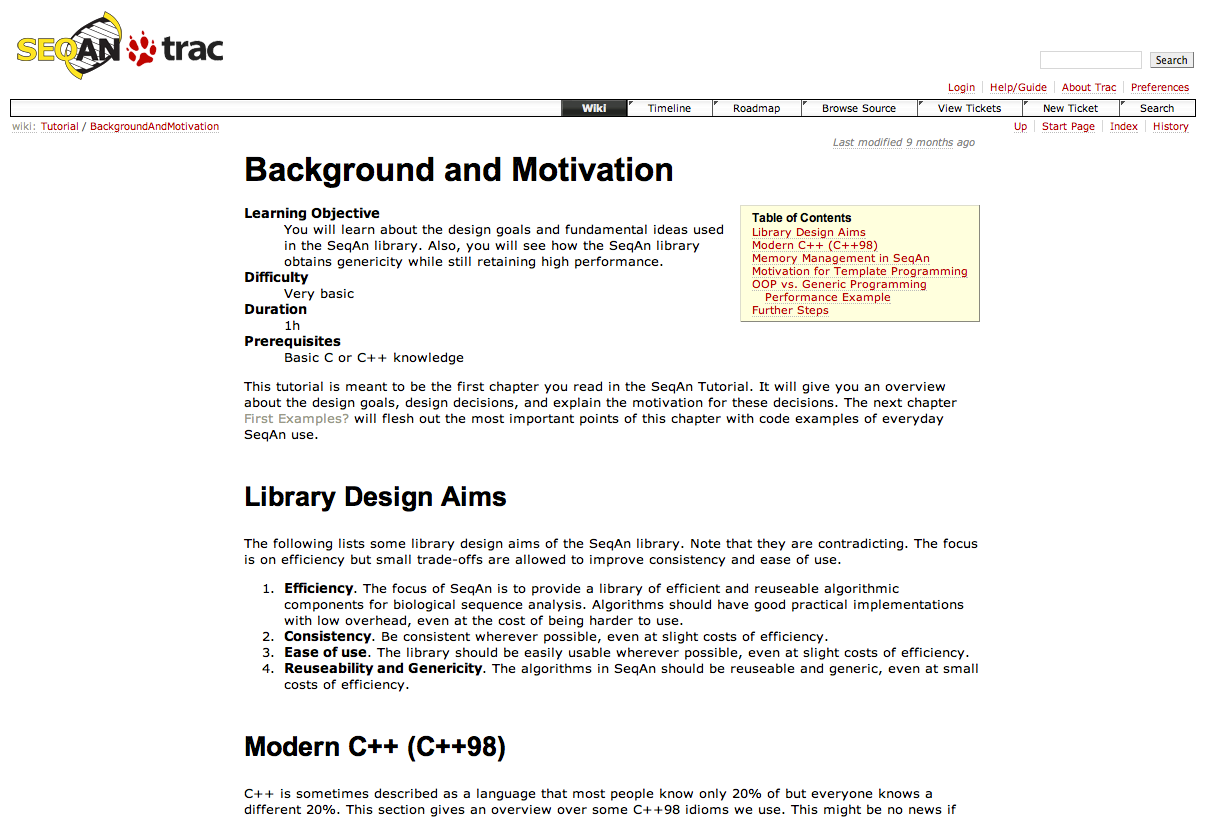 SEQAN trac
Search
Login Help/Guide About Trac Preferences
Wiki Timeline Roadmap Browse Source View Tickets New Ticket Search
wiki: Tutorial / BackgroundAndMotivation
Up Start Page Index History
Last modified 9 months ago
Background and Motivation
Learning Objective
You will learn about the design goals and fundamental ideas used
in the SeqAn library. Also, you will see how the SeqAn library
obtains genericity while still retaining high performance.
Difficulty
Very basic
Duration
1h
Prerequisites
Basic C or C++ knowledge
Table of Contents
Library Design Aims
Modern C++ (C++98)
Memory Management in SeqAn
Motivation for Template Programming
OOP vs. Generic Programming
Performance Example
Further Steps
This tutorial is meant to be the first chapter you read in the SeqAn Tutorial. It will give you an overview
about the design goals, design decisions, and explain the motivation for these decisions. The next chapter
First Examples? will flesh out the most important points of this chapter with code examples of everyday
SeqAn use.
Library Design Aims
The following lists some library design aims of the SeqAn library. Note that they are contradicting. The focus
is on efficiency but small trade-offs are allowed to improve consistency and ease of use.
1. Efficiency. The focus of SeqAn is to provide a library of efficient and reuseable algorithmic
components for biological sequence analysis. Algorithms should have good practical implementations
with low overhead, even at the cost of being harder to use.
2. Consistency. Be consistent wherever possible, even at slight costs of efficiency.
3. Ease of use. The library should be easily usable wherever possible, even at slight costs of efficiency.
4. Reuseability and Genericity. The algorithms in SeqAn should be reuseable and generic, even at small
costs of efficiency.
Modern C++ (C++98)
C++ is sometimes described as a language that most people know only 20% of but everyone knows a
different 20%. This section gives an overview over some C++98 idioms we use. This might be no news if